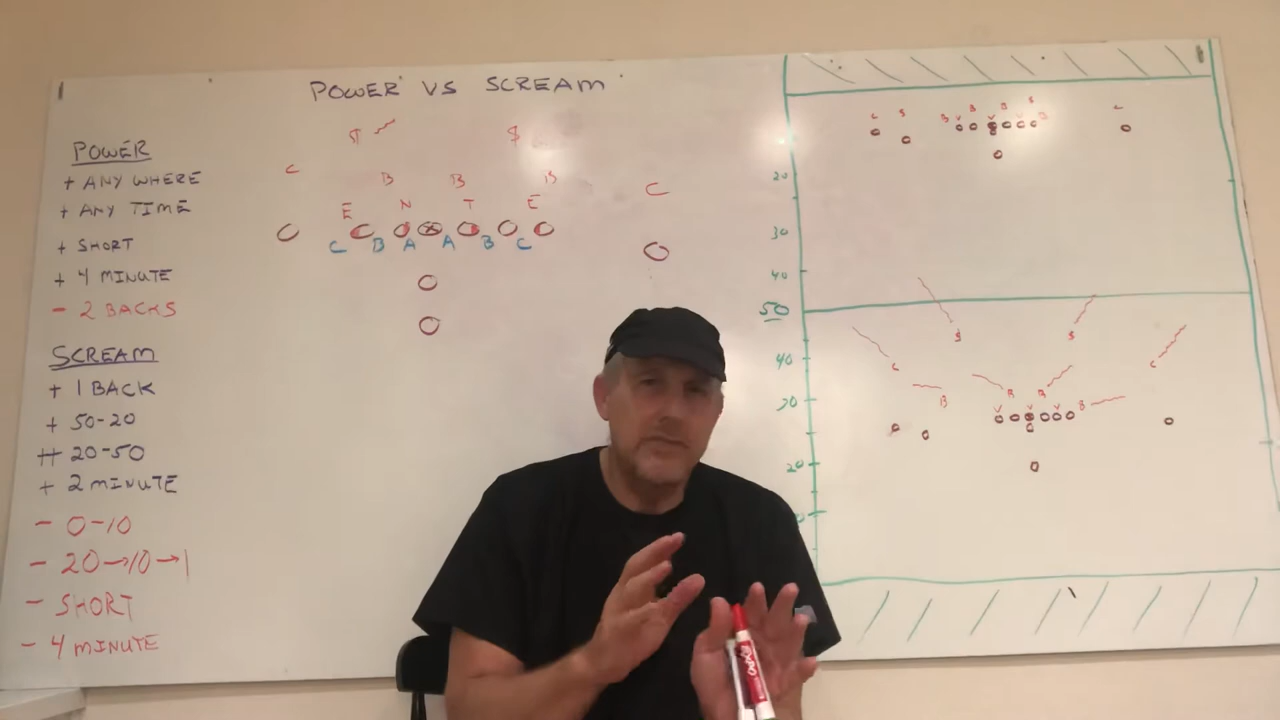 POWER VS SCREAM
POWER
+ ANY WHERE
+ ANY TIME
+ SHORT
+ 4 MINUTE
- 2 BACKS
SCREAM
+ 1 BACK
+ 50-20
++ 20-50
+ 2 MINUTE
- 0-10
- 20→10→1
- SHORT
- 4 MINUTE
$ $
C B B B C
E N T E
C B A A B C
C S B B B S B C
V V
20
30
40
50
S S
40
C C
30
B B B B
V V V
20